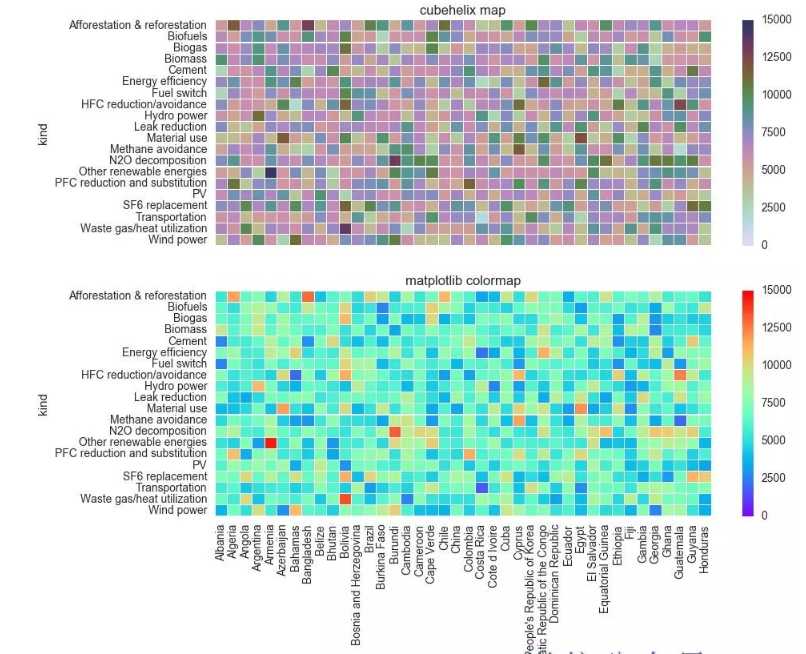 cubehelix map
kind
Afforestation & reforestation
Biofuels
Biogas
Biomass
Cement
Energy efficiency
Fuel switch
HFC reduction/avoidance
Hydro power
Leak reduction
Material use
Methane avoidance
N2O decomposition
Other renewable energies
PFC reduction and substitution
PV
SF6 replacement
Transportation
Waste gas/heat utilization
Wind power
15000
12500
10000
7500
5000
2500
0
matplotlib colormap
kind
Afforestation & reforestation
Biofuels
Biogas
Biomass
Cement
Energy efficiency
Fuel switch
HFC reduction/avoidance
Hydro power
Leak reduction
Material use
Methane avoidance
N2O decomposition
Other renewable energies
PFC reduction and substitution
PV
SF6 replacement
Transportation
Waste gas/heat utilization
Wind power
15000
12500
10000
7500
5000
2500
0
Albania
Algeria
Angola
Argentina
Armenia
Azerbaijan
Bahamas
Bangladesh
Belize
Bhutan
Bolivia
Bosnia and Herzegovina
Brazil
Burkina Faso
Burundi
Cambodia
Cameroon
Cape Verde
Chile
China
Colombia
Costa Rica
Cote d Ivoire
Cuba
Cyprus
People's Republic of Korea
atic Republic of the Congo
Dominican Republic
Ecuador
Egypt
El Salvador
Equatorial Guinea
Ethiopia
Fiji
Gambia
Georgia
Ghana
Guatemala
Guyana
Honduras